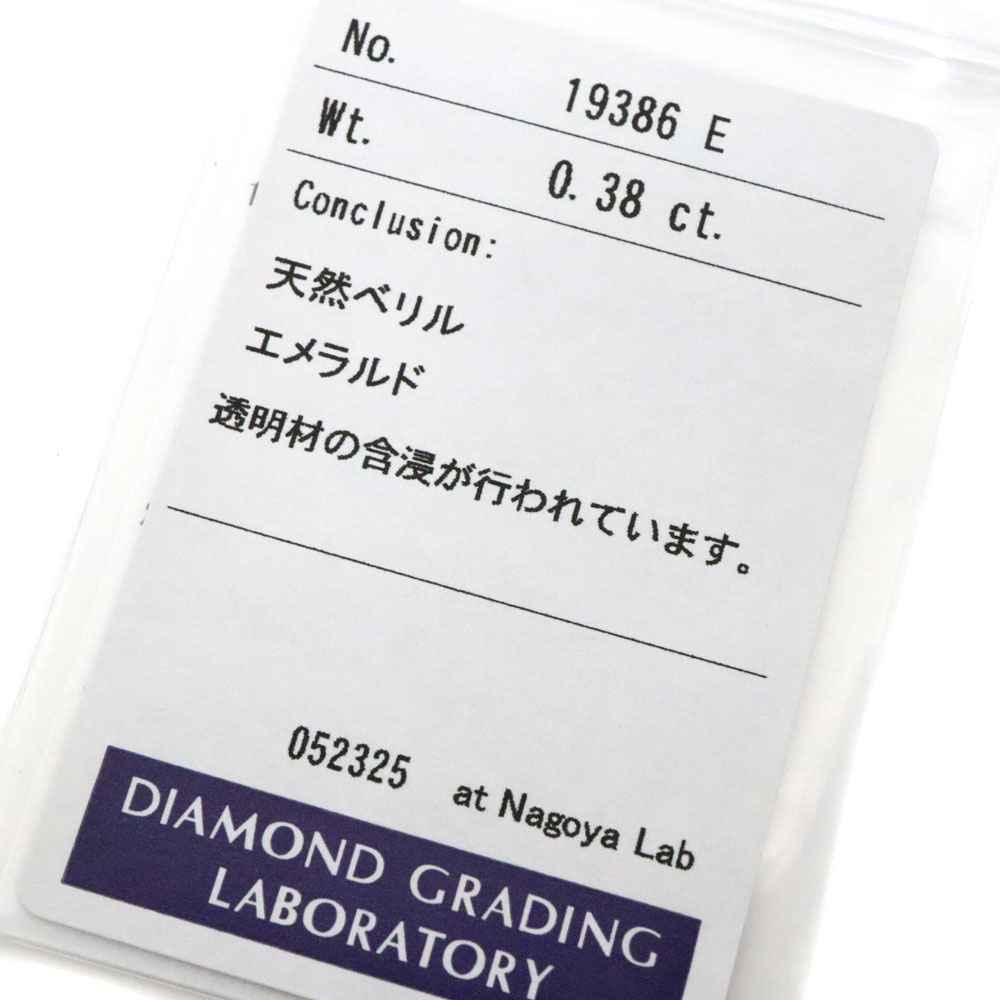 No. 19386 E
Wt. 0.38 ct.
Conclusion:
天然ベリル
エメラルド
透明材の含浸が行われています。
052325 at Nagoya Lab
DIAMOND GRADING
LABORATORY